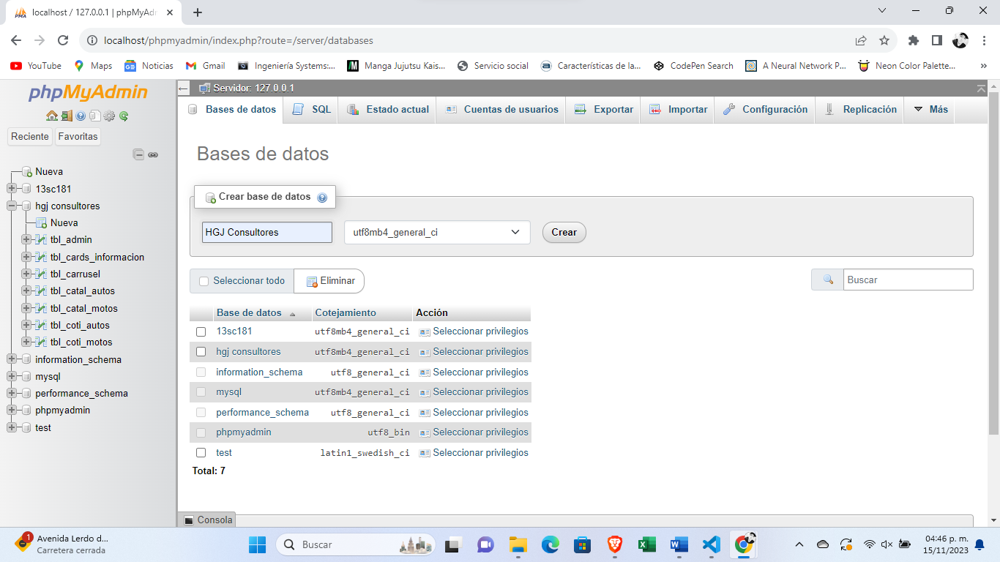 localhost / 127.0.0.1 | phpMyAdm
localhost/phpmyadmin/index.php?route=/server/databases
YouTube
Maps
Noticias
Gmail
Ingeniería Systems:...
Manga Jujutsu Kais...
Servicio social
Características de la...
CodePen Search
A Neural Network P...
Neon Color Palette...
»
phpMyAdmin
Reciente
Favoritas
Nueva
13sc181
hgj consultores
Nueva
tbl_admin
tbl_cards_informacion
tbl_carrusel
tbl_catal_autos
tbl_catal_motos
tbl_coti_autos
tbl_coti_motos
information_schema
mysql
performance_schema
phpmyadmin
test
Servidor: 127.0.0.1
Bases de datos
SQL
Estado actual
Cuentas de usuarios
Exportar
Importar
Configuración
Replicación
Más
Bases de datos
Crear base de datos
HGJ Consultores
utf8mb4_general_ci
Crear
Seleccionar todo
Eliminar
Buscar
Base de datos Cotejamiento Acción
13sc181 utf8mb4_general_ci Seleccionar privilegios
hgj consultores utf8mb4_general_ci Seleccionar privilegios
information_schema utf8_general_ci Seleccionar privilegios
mysql utf8mb4_general_ci Seleccionar privilegios
performance_schema utf8_general_ci Seleccionar privilegios
phpmyadmin utf8_bin Seleccionar privilegios
test latin1_swedish_ci Seleccionar privilegios
Total: 7
Consola
1
Avenida Lerdo d...
Carretera cerrada
Buscar
04:46 p. m.
15/11/2023